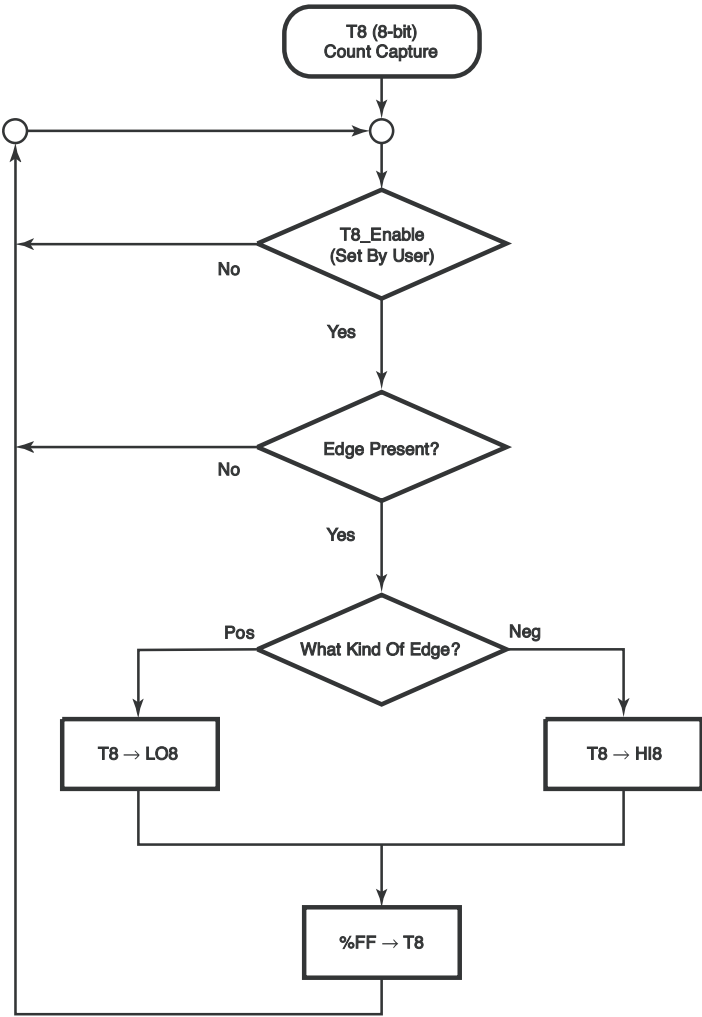 T8 (8-bit)
Count Capture
T8_Enable
(Set By User)
No
Yes
Edge Present?
No
Yes
Pos
What Kind Of Edge?
Neg
T8 → LO8
T8 → HI8
%FF → T8